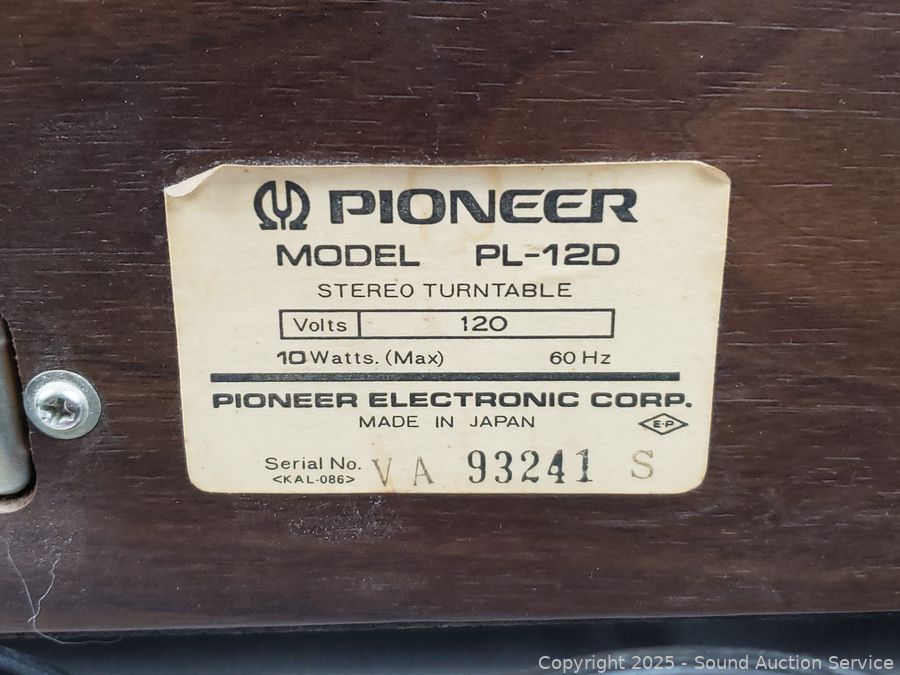 PIONEER
MODEL PL-12D
STEREO TURNTABLE
Volts 120
10 Watts. (Max) 60 Hz
PIONEER ELECTRONIC CORP.
MADE IN JAPAN
E-P
Serial No. VA 93241 S
<KAL-086>
Copyright © 2025 - Sound Auction Service